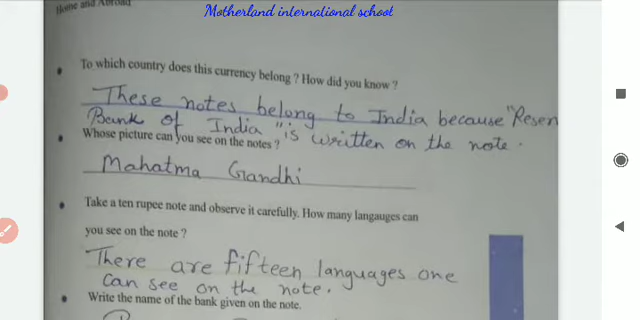 Home and Abroad
Motherland international school
To which country does this currency belong ? How did you know ?
These notes belong to India because "Reser
Bank of India" is written on the note.
Whose picture can you see on the notes ?
Mahatma Gandhi
Take a ten rupee note and observe it carefully. How many langauges can
you see on the note ?
There are fifteen languages one
can see on the note.
Write the name of the bank given on the note.